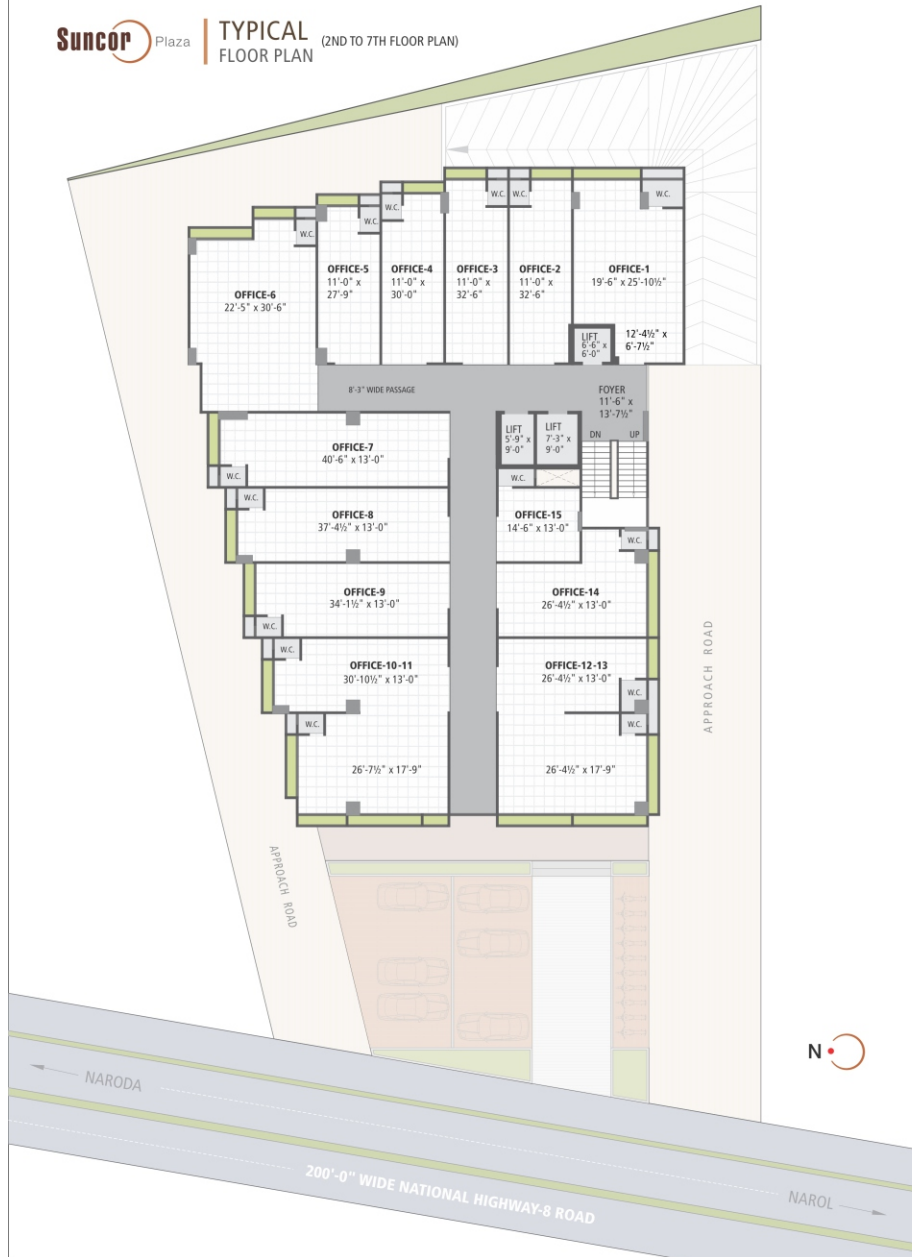 Suncor Plaza
TYPICAL
FLOOR PLAN (2ND TO 7TH FLOOR PLAN)
W.C.
W.C.
W.C.
W.C.
W.C.
W.C.
OFFICE-6
22'-5" x 30'-6"
OFFICE-5
11'-0" x
27'-9"
OFFICE-4
11'-0" x
30'-0"
OFFICE-3
11'-0" x
32'-6"
OFFICE-2
11'-0" x
32'-6"
OFFICE-1
19'-6" x 25'-10½"
12'-4½" x
6'-7½"
LIFT
6'-6" x
6'-0"
8'-3" WIDE PASSAGE
FOYER
11'-6" x
13'-7½"
DN UP
LIFT
5'-9" x
9'-0"
LIFT
7'-3" x
9'-0"
OFFICE-7
40'-6" x 13'-0"
W.C.
W.C.
W.C.
OFFICE-8
37'-4½" x 13'-0"
OFFICE-15
14'-6" x 13'-0"
W.C.
OFFICE-9
34'-1½" x 13'-0"
W.C.
OFFICE-14
26'-4½" x 13'-0"
W.C.
OFFICE-10-11
30'-10½" x 13'-0"
OFFICE-12-13
26'-4½" x 13'-0"
W.C.
W.C.
W.C.
26'-7½" x 17'-9"
26'-4½" x 17'-9"
APPROACH ROAD
APPROACH ROAD
N
NARODA
200'-0" WIDE NATIONAL HIGHWAY-8 ROAD
NAROL